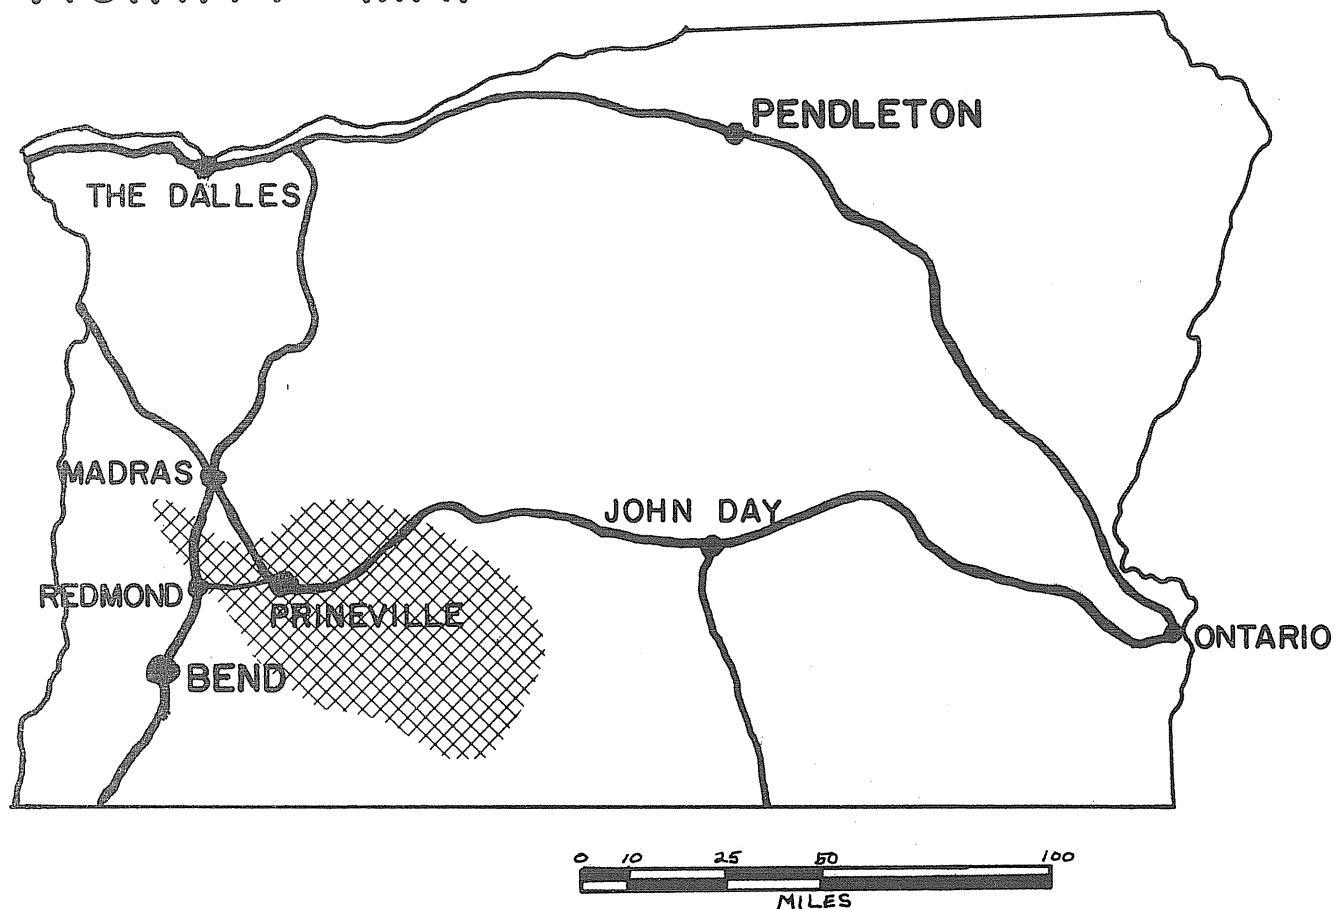 PENDLETON
THE DALLES
MADRAS
JOHN DAY
REDMOND
PRINEVILLE
ONTARIO
BEND
0 10 25 50 100
MILES